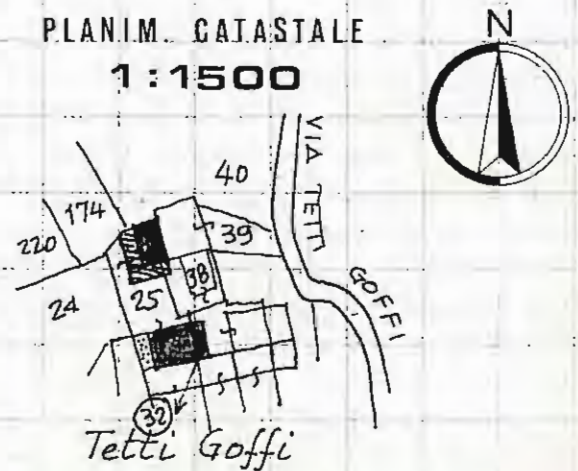 PLANIM. CATASTALE
1:1500
N
VIA TETTI GOFFI
40
174
39
220
38
25
24
32
Tetti Goffi